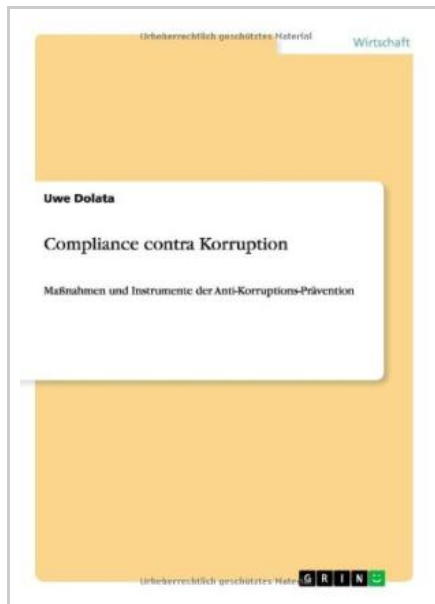 Urheberrechtlich geschütztes Material
Wirtschaft
Uwe Dolata
Compliance contra Korruption
Maßnahmen und Instrumente der Anti-Korruptions-Prävention
Urheberrechtlich geschütztes Mate
GRIN